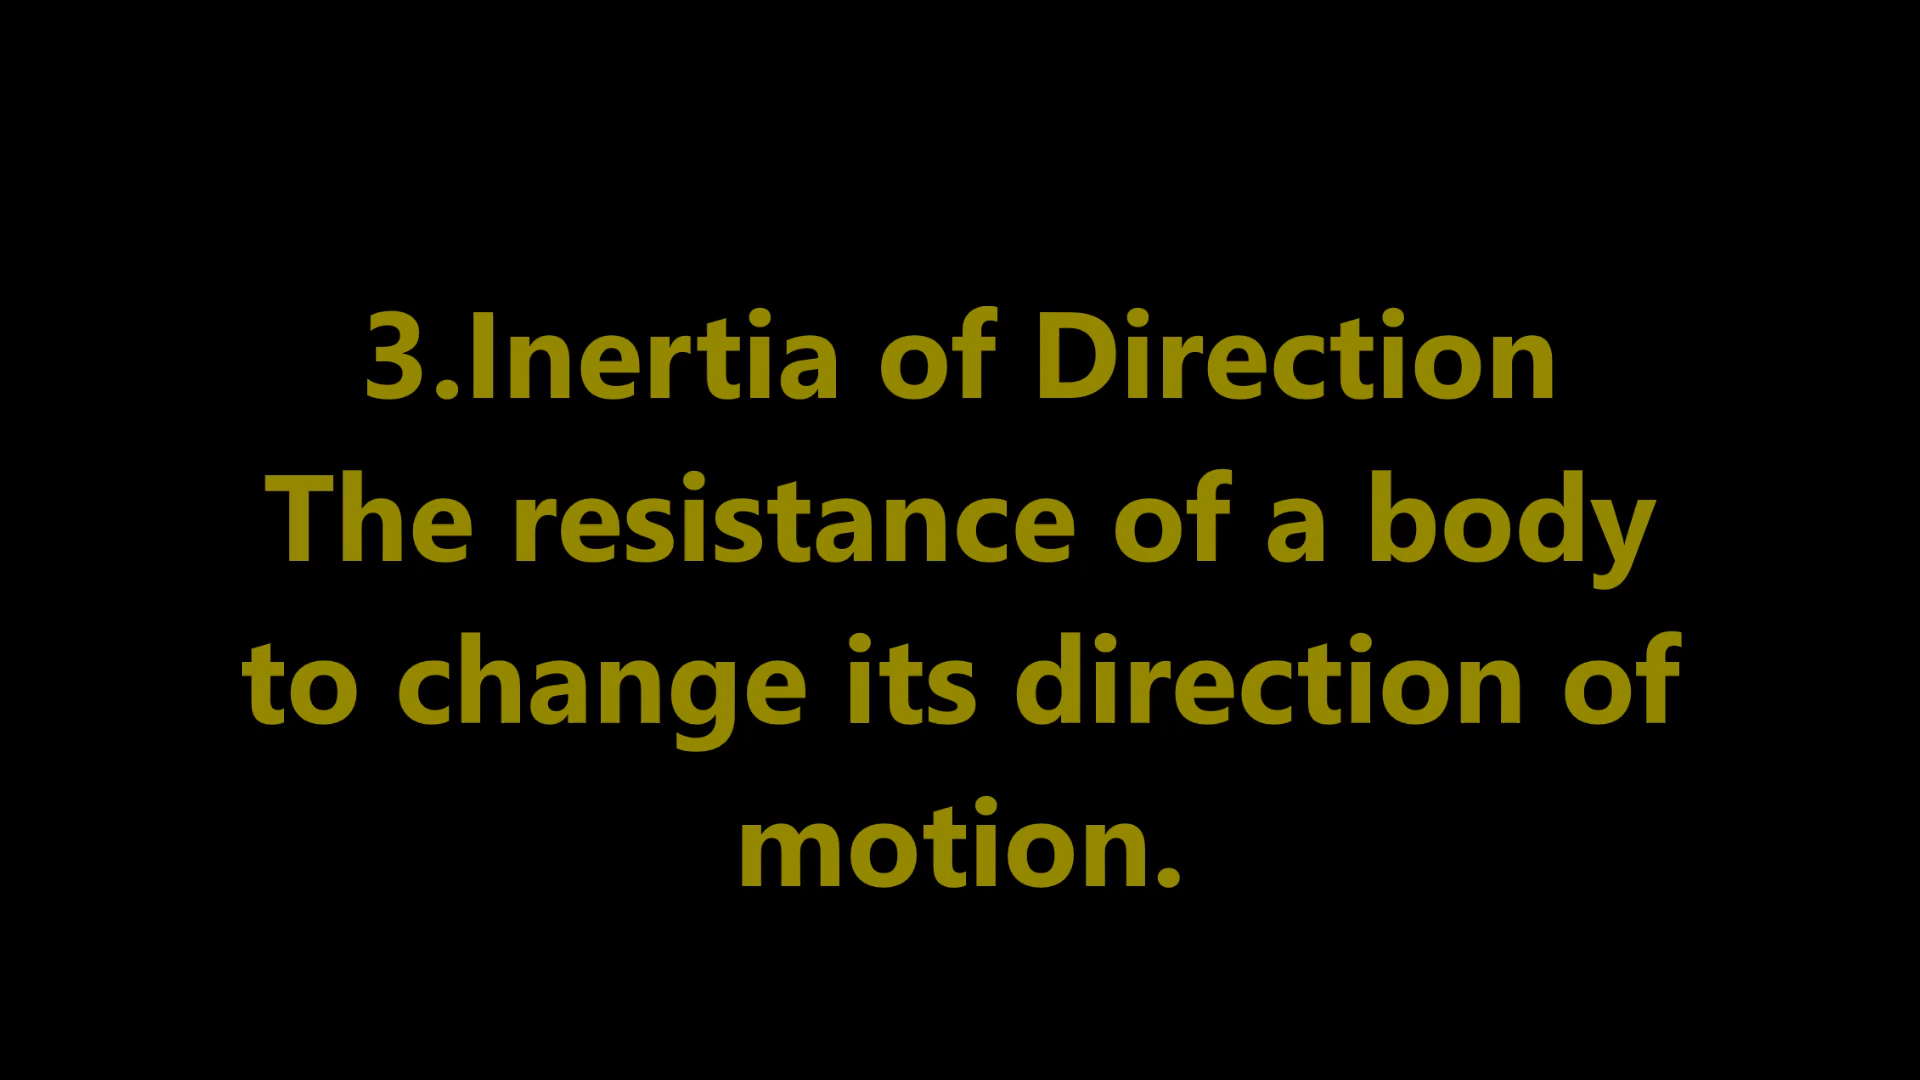 3.Inertia of Direction
The resistance of a body
to change its direction of
motion.